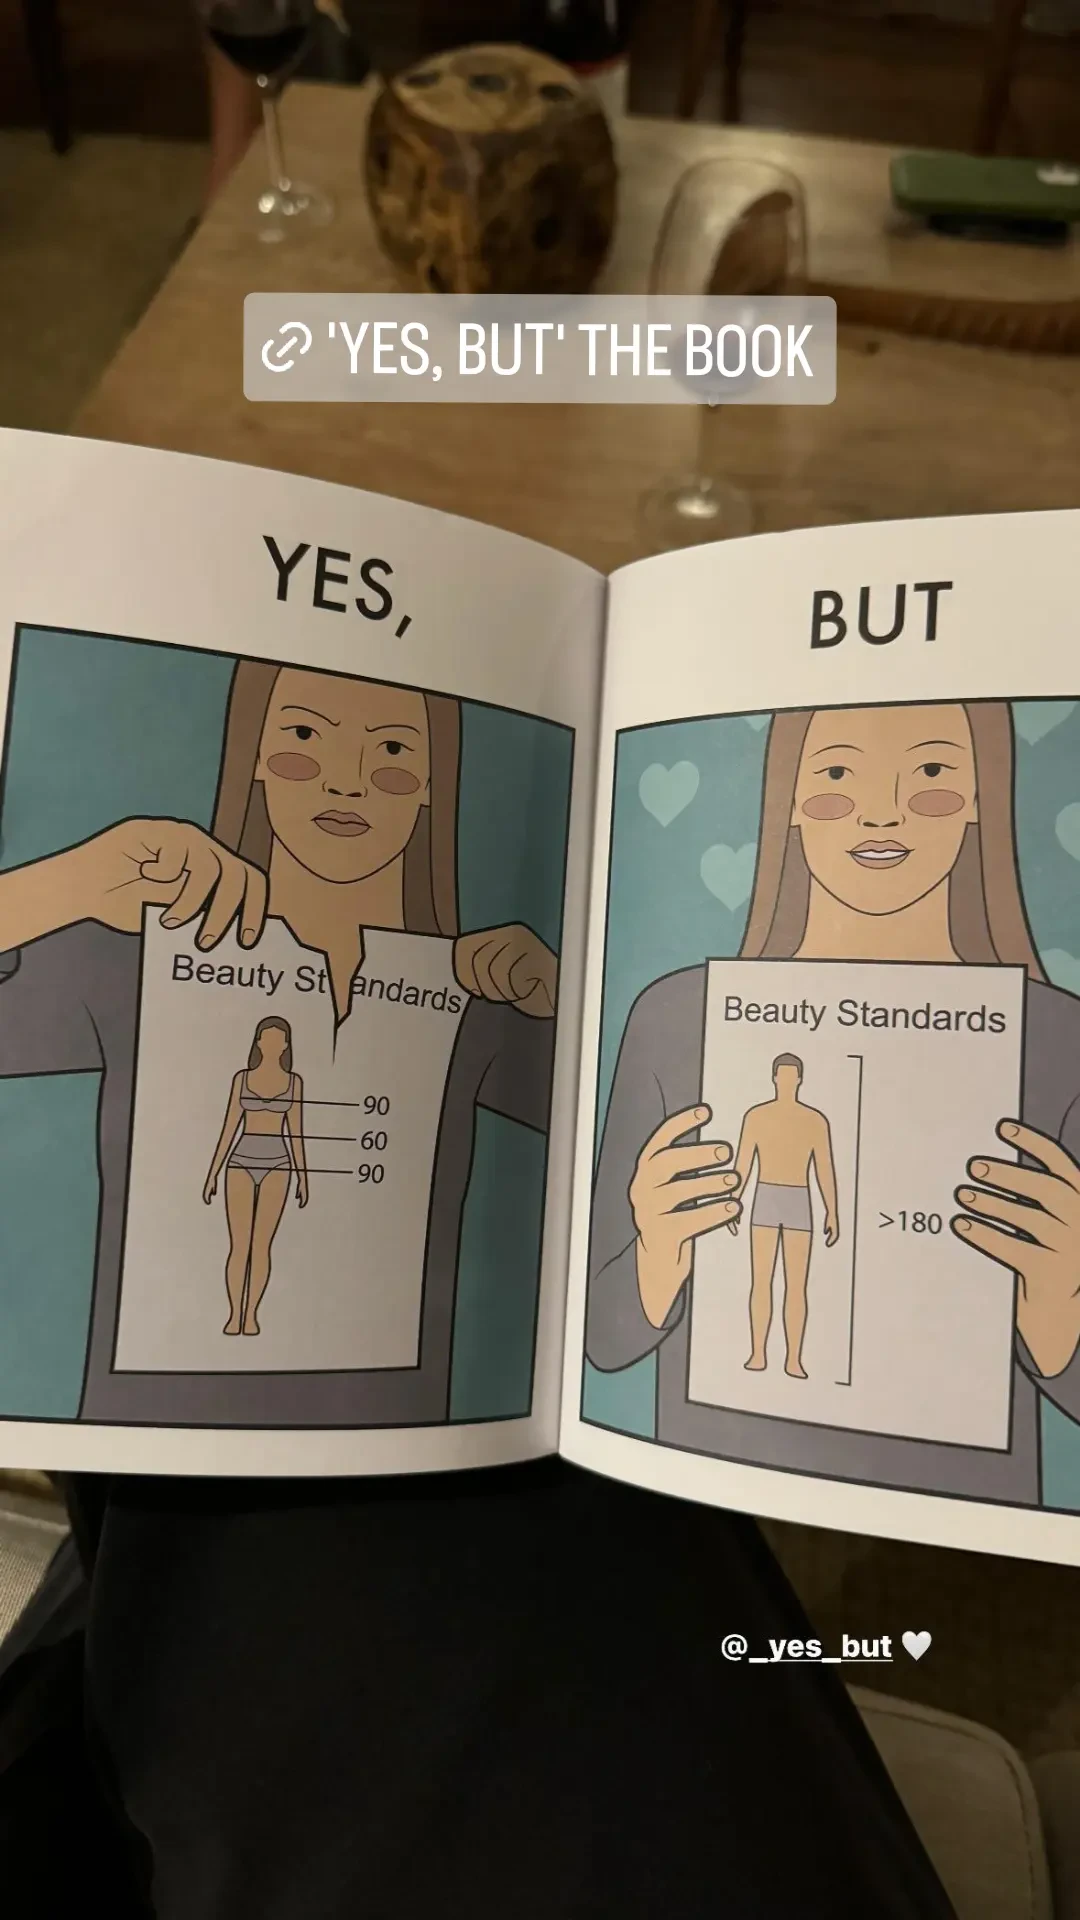 'YES, BUT' THE BOOK
YES,
Beauty St andards
90
60
90
BUT
Beauty Standards
>180
@_yes_but